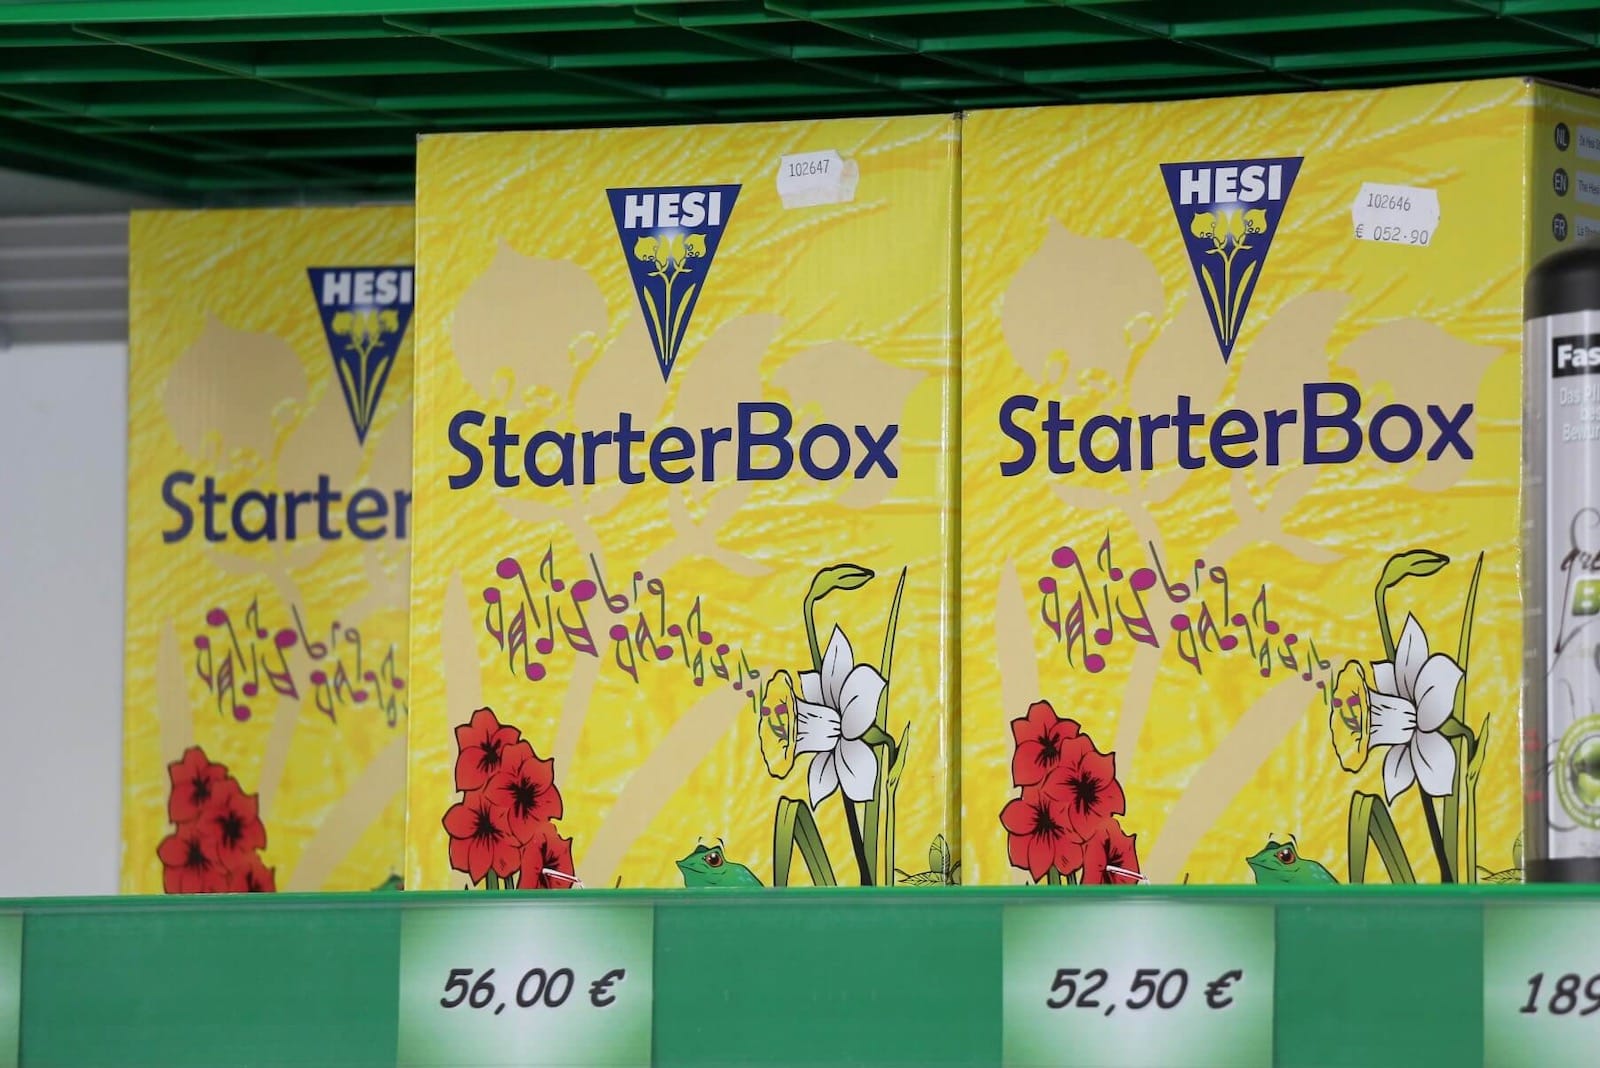 HESI
Starter
HESI
102647
StarterBox
HESI
102646
€ 052.90
StarterBox
NL
EN
FR
Fas
Das
56,00 €
52,50 €
189